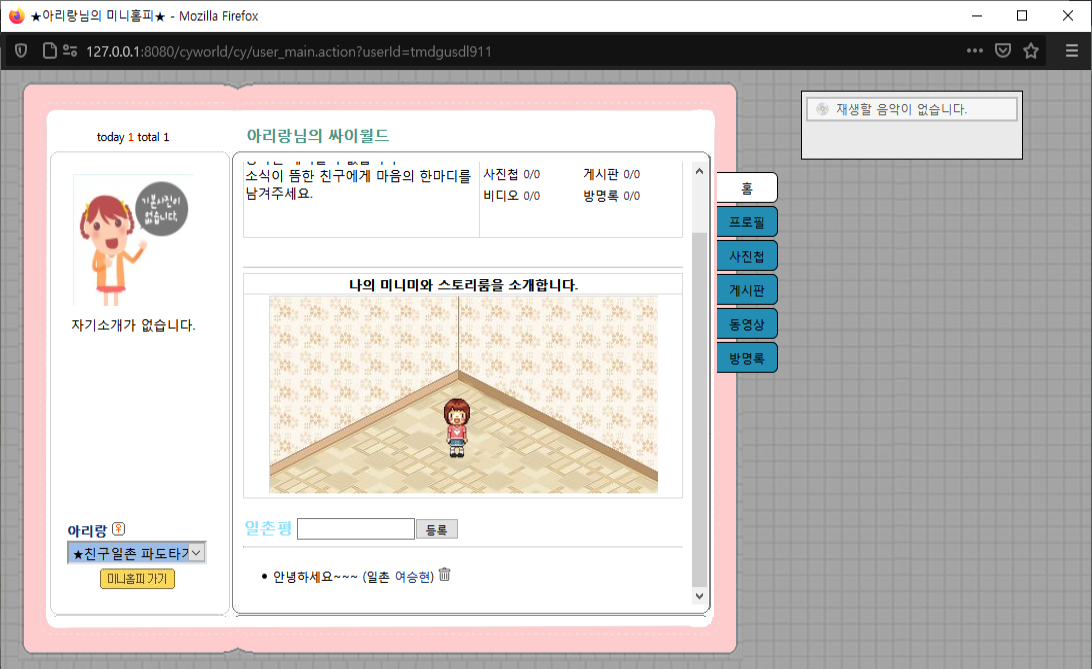 ★아리랑님의 미니홈피★ - Mozilla Firefox
127.0.0.1:8080/cyworld/cy/user_main.action?userId=tmdgusdl911
today 1 total 1
아리랑님의 싸이월드
재생할 음악이 없습니다.
기본사진이
없습니다.
자기소개가 없습니다.
아리랑
★친구일촌 파도타기
미니홈피 가기
소식이 뜸한 친구에게 마음의 한마디를
남겨주세요.
사진첩 0/0 게시판 0/0
비디오 0/0 방명록 0/0
나의 미니미와 스토리룸을 소개합니다.
일촌평
등록
• 안녕하세요~~~ (일촌 여승현)
홈
프로필
사진첩
게시판
동영상
방명록